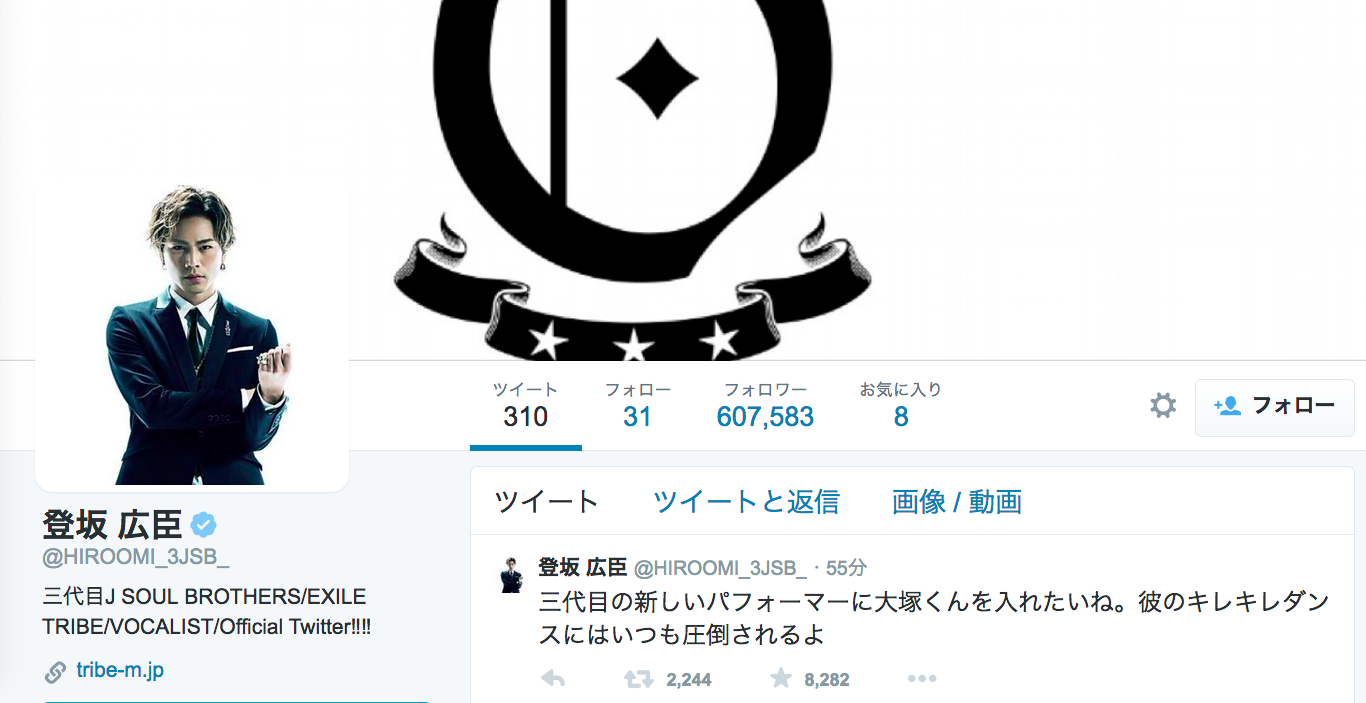 ツイート フォロー フォロワー お気に入り
310 31 607,583 8
フォロー
ツイート ツイートと返信 画像 / 動画
登坂 広臣
@HIROOMI_3JSB_
三代目J SOUL BROTHERS/EXILE
TRIBE/VOCALIST/Official Twitter!!!!
tribe-m.jp
登坂 広臣 @HIROOMI_3JSB_ · 55分
三代目の新しいパフォーマーに大塚くんを入れたいね。彼のキレキレダン
スにはいつも圧倒されるよ
2,244 8,282